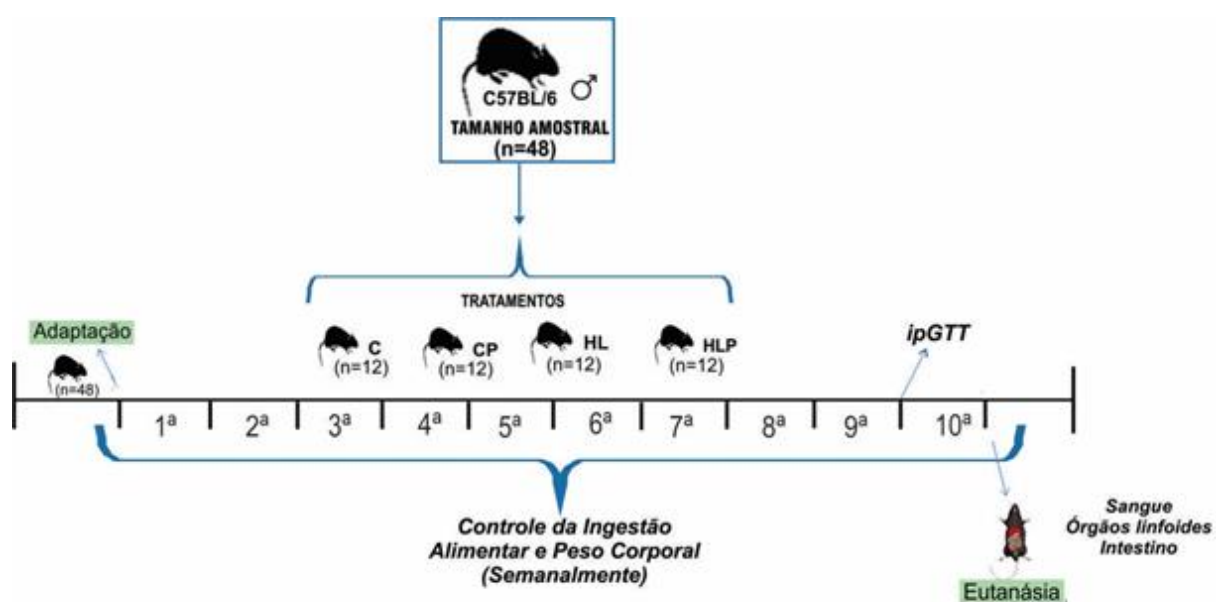 C57BL/6 ♂
TAMANHO AMOSTRAL
(n=48)
TRATAMENTOS
C
(n=12)
CP
(n=12)
HL
(n=12)
HLP
(n=12)
Adaptação
(n=48)
ipGTT
1ª 2ª 3ª 4ª 5ª 6ª 7ª 8ª 9ª 10ª
Controle da Ingestão
Alimentar e Peso Corporal
(Semanalmente)
Sangue
Órgãos linfoides
Intestino
Eutanásia